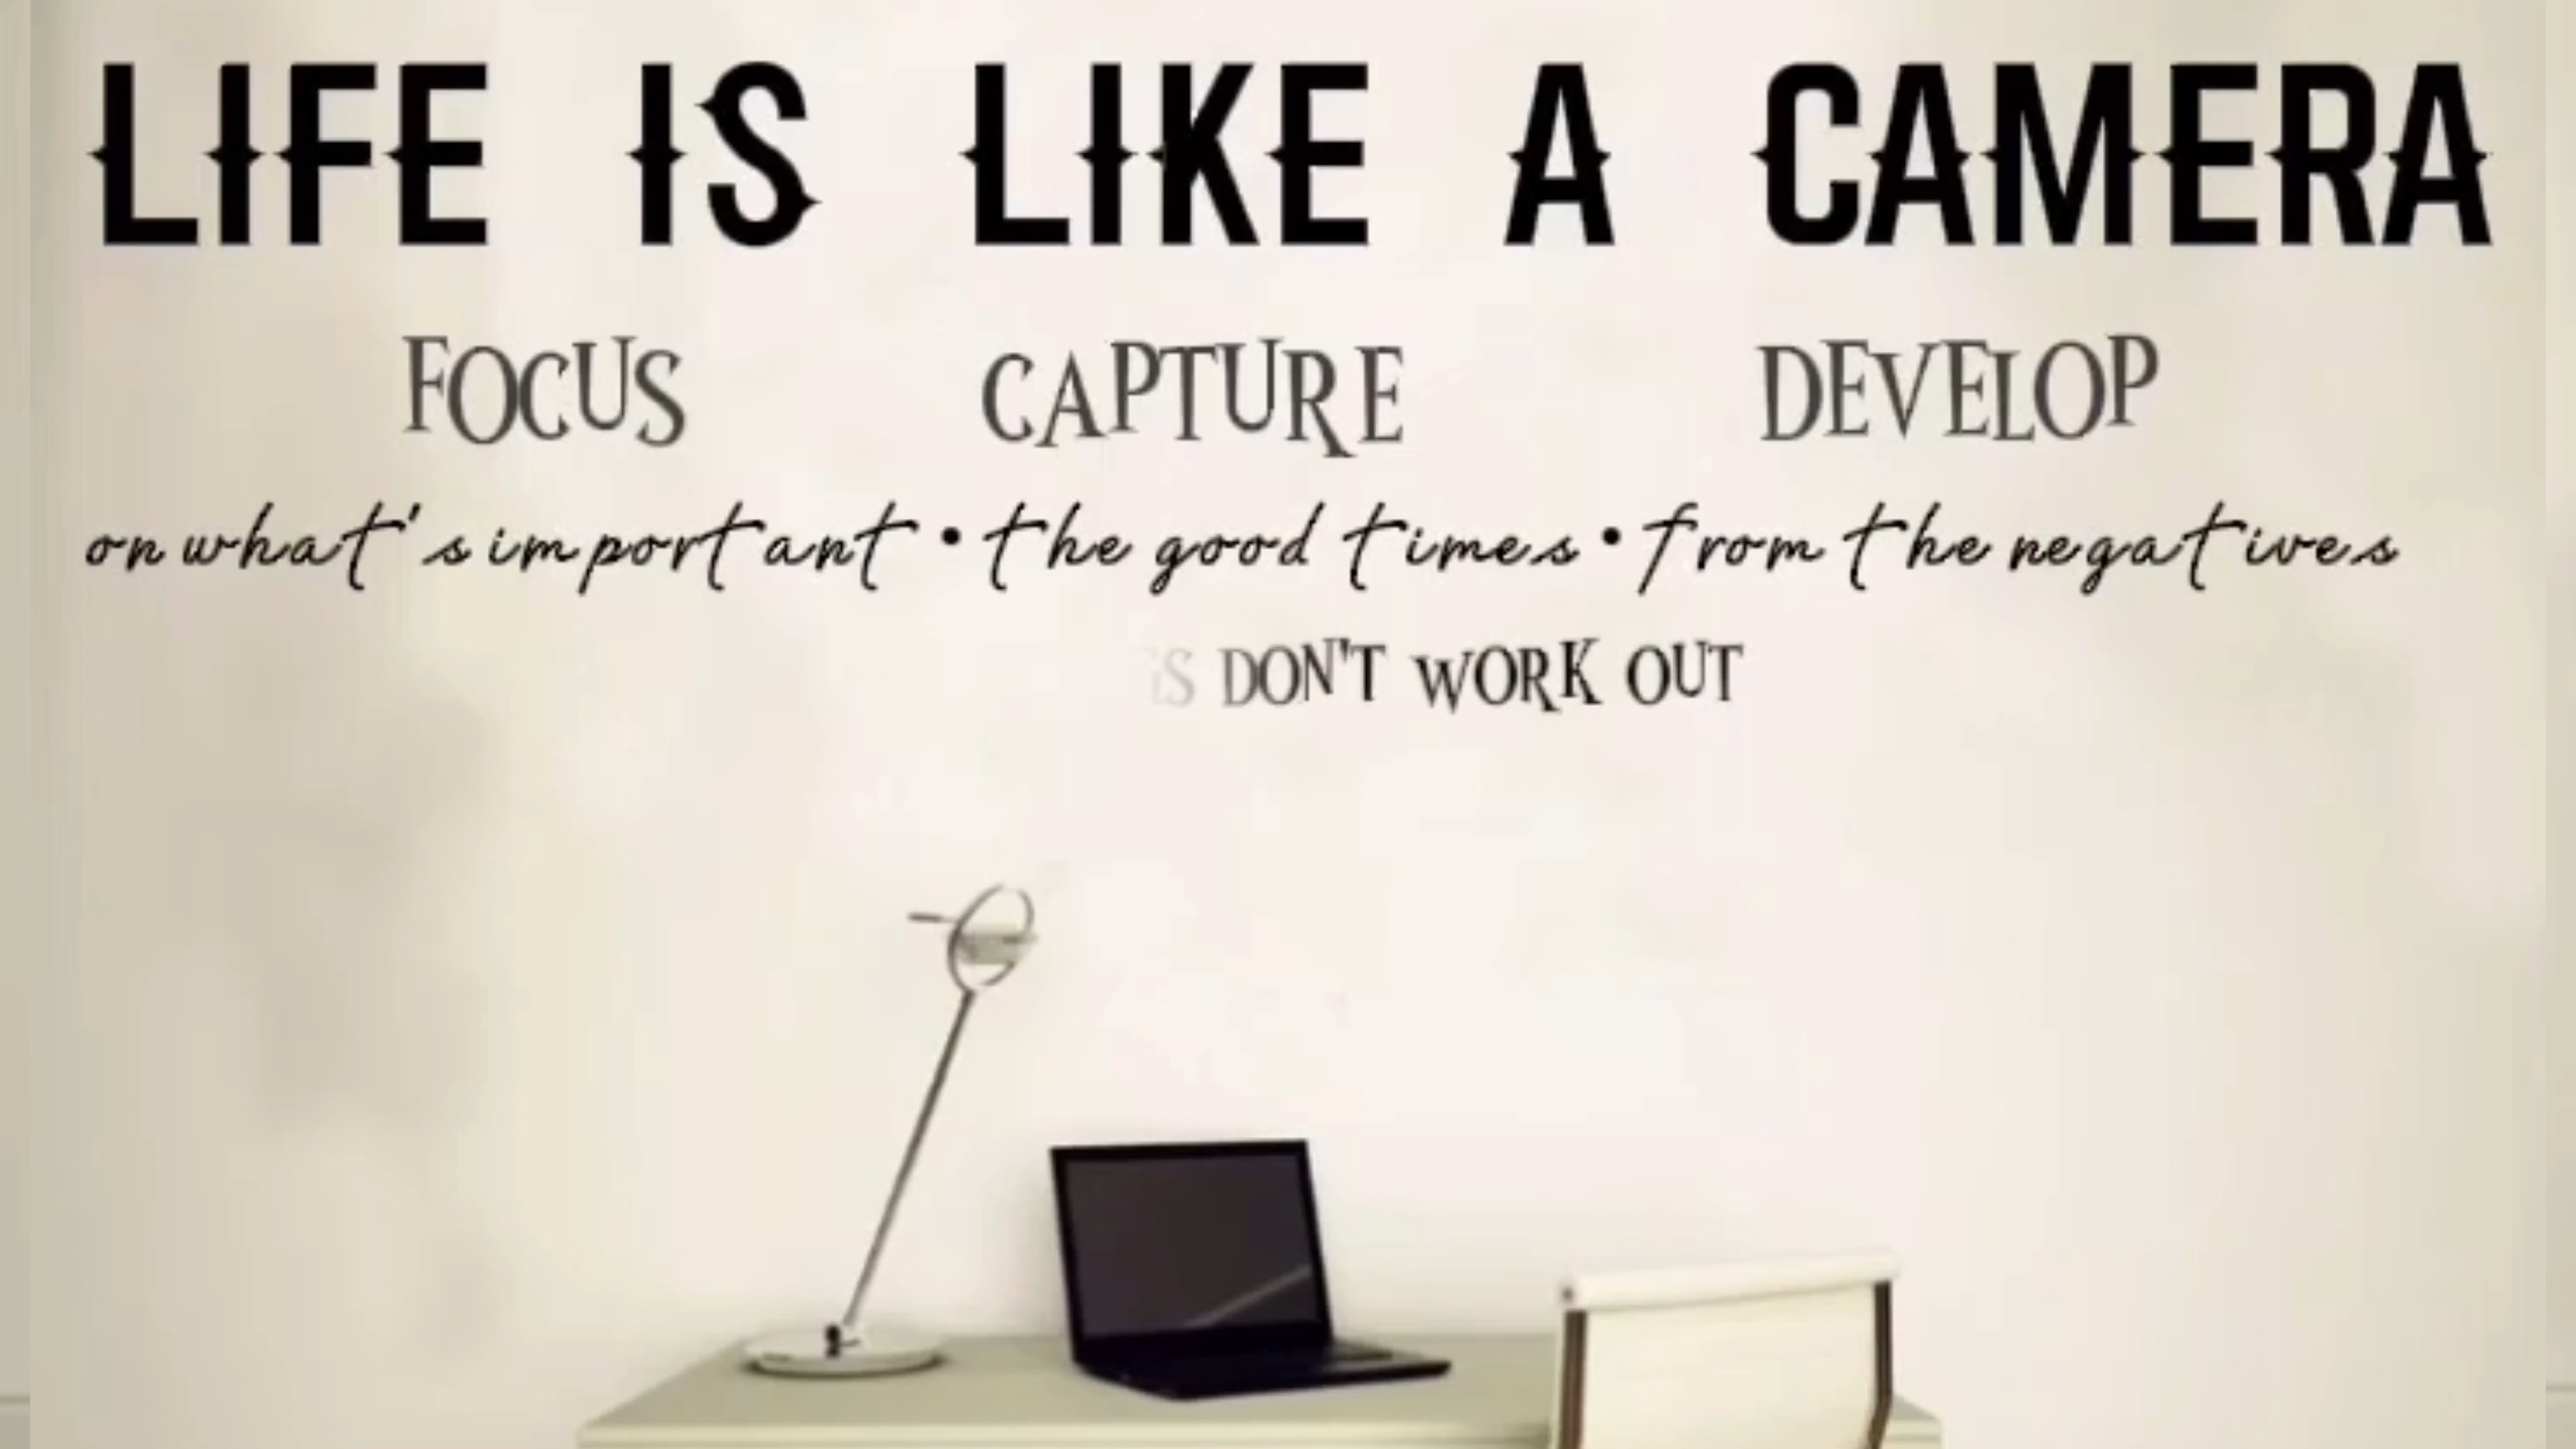 LIFE IS LIKE A CAMERA
FOCUS CAPTURE DEVELOP
on what's important • the good times • from the negatives
DON'T WORK OUT